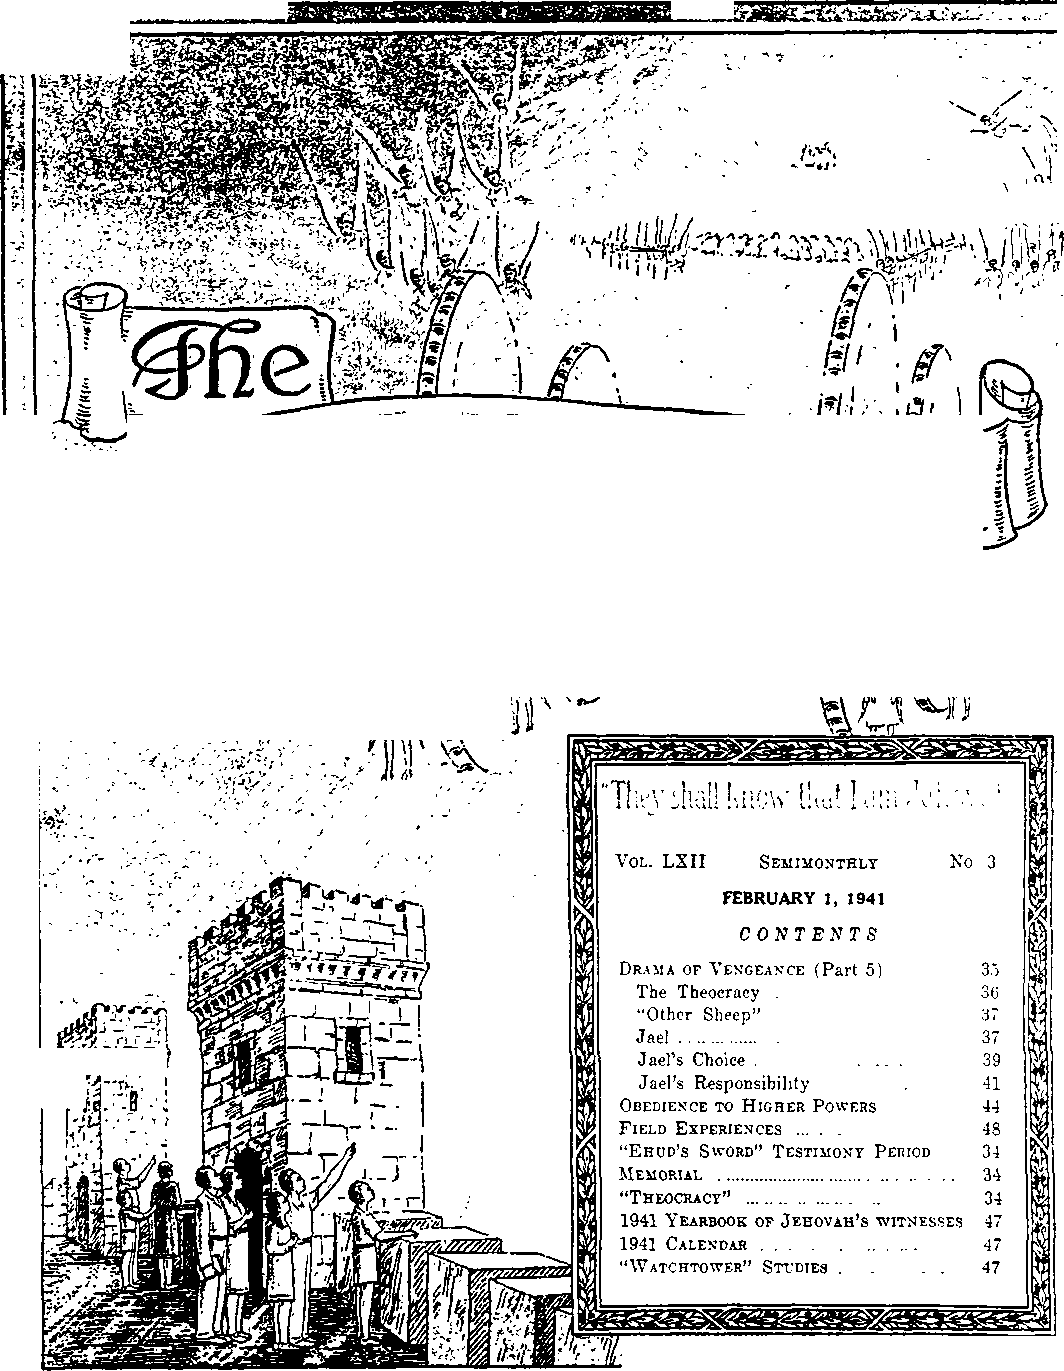 The
"They shall know that I am
VOL. LXII SEMIMONTHLY No 3
FEBRUARY 1, 1941
CONTENTS
DRAMA OF VENGEANCE (Part 5) 35
The Theocracy . 36
"Other Sheep" 37
Jael .............. . 37
Jael's Choice . .... 39
Jael's Responsibility . 41
OBEDIENCE TO HIGHER POWERS 44
FIELD EXPERIENCES ... . . 48
"EHUD'S SWORD" TESTIMONY PERIOD 34
MEMORIAL .................................... 34
"THEOCRACY" .................... 34
1941 YEARBOOK OF JEHOVAH'S WITNESSES 47
1941 CALENDAR . . . . . .. . . . 47
"WATCHTOWER" STUDIES . . . . 47